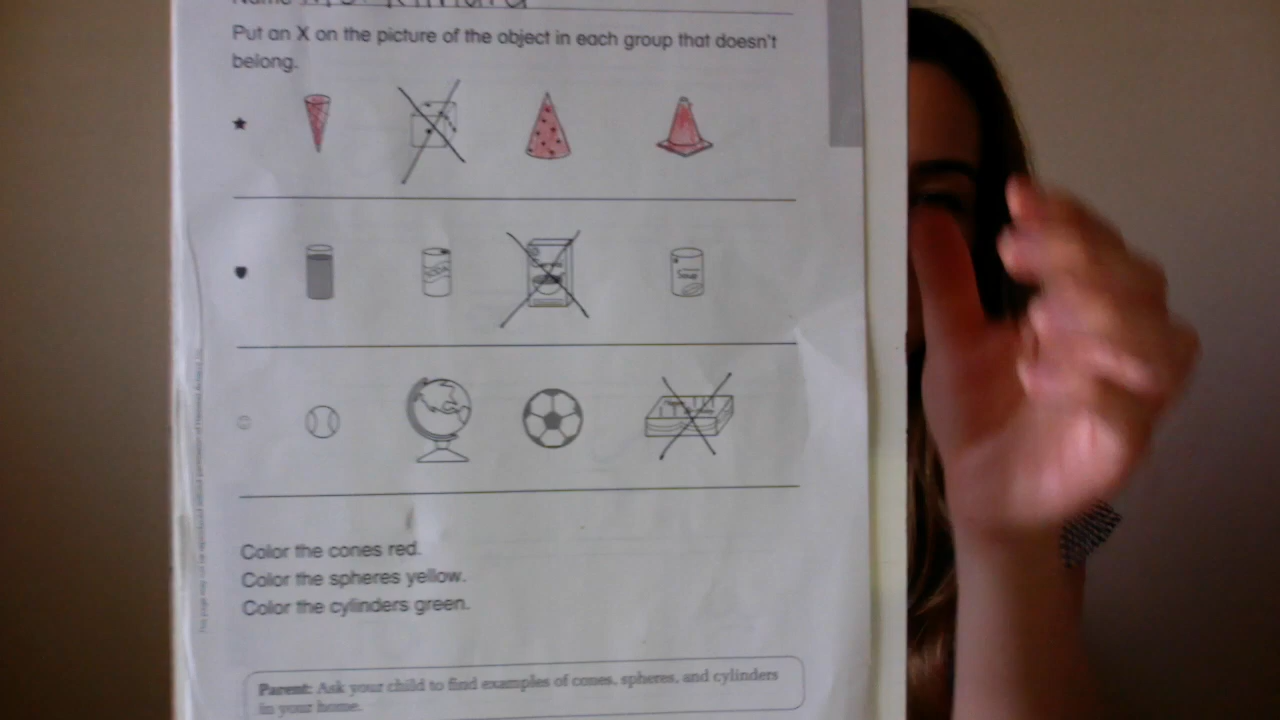 Name
Put an X on the picture of the object in each group that doesn't
belong.
Soup
Color the cones red.
Color the spheres yellow.
Color the cylinders green.
Parent: Ask your child to find examples of cones, spheres, and cylinders
in your home.